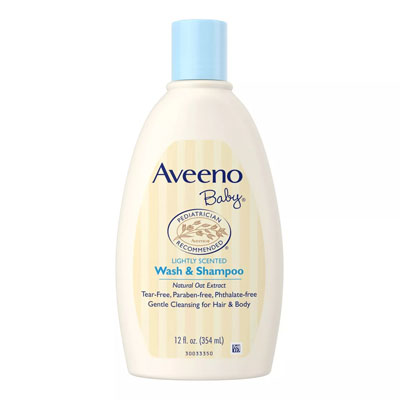 Aveeno
Baby®
PEDIATRICIAN
Aveeno
RECOMMENDED
LIGHTLY SCENTED
Wash & Shampoo
Natural Oat Extract
Tear-Free, Paraben-free, Phthalate-free
Gentle Cleansing for Hair & Body
12 fl. oz. (354 mL)
30033350